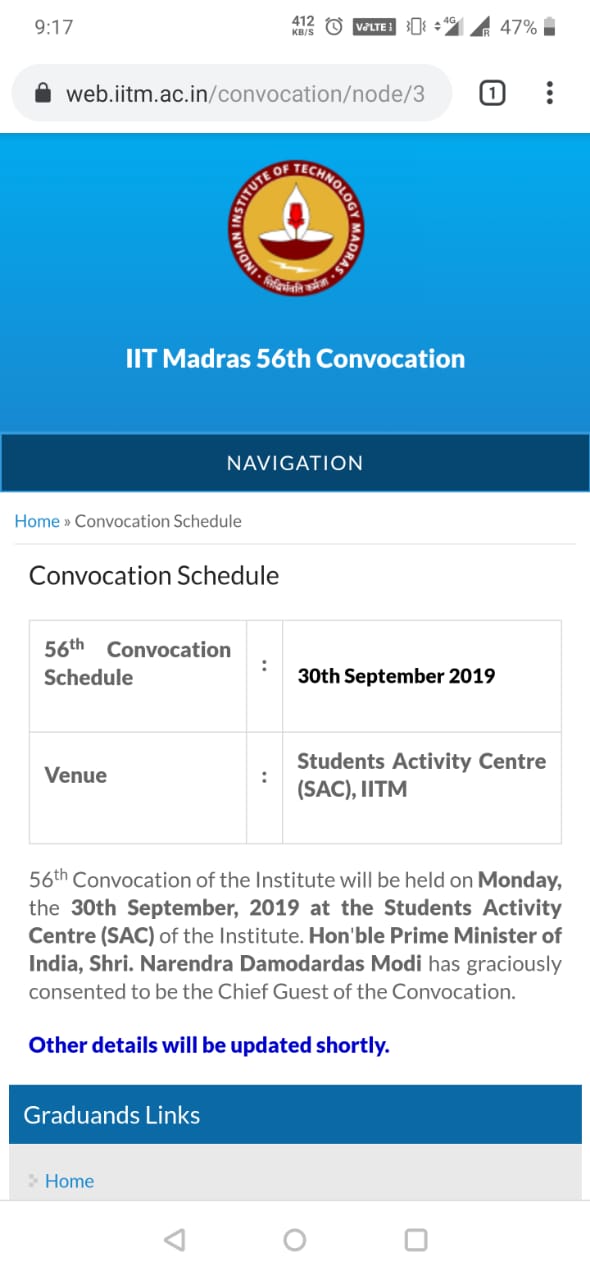 9:17
412
KB/S
VoLTE
4G
R
47%
web.iitm.ac.in/convocation/node/3
1
INDIAN INSTITUTE OF TECHNOLOGY MADRAS
सिद्धिर्भवति कर्मजा
IIT Madras 56th Convocation
NAVIGATION
Home » Convocation Schedule
Convocation Schedule
56th Convocation
Schedule
:
30th September 2019
Venue
:
Students Activity Centre
(SAC), IITM
56th Convocation of the Institute will be held on Monday,
the 30th September, 2019 at the Students Activity
Centre (SAC) of the Institute. Hon'ble Prime Minister of
India, Shri. Narendra Damodardas Modi has graciously
consented to be the Chief Guest of the Convocation.
Other details will be updated shortly.
Graduands Links
Home